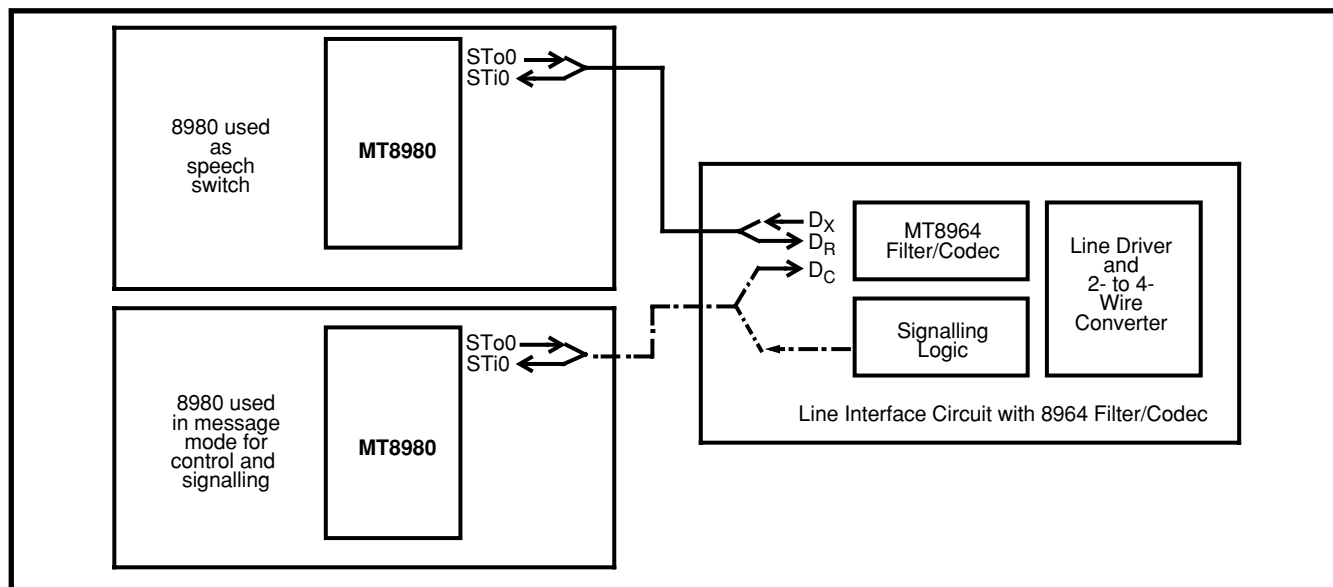 8980 used
as
speech
switch
MT8980
STo0
STi0
8980 used
in message
mode for
control and
signalling
MT8980
STo0
STi0
DX
DR
DC
MT8964
Filter/Codec
Signalling
Logic
Line Driver
and
2- to 4-
Wire
Converter
Line Interface Circuit with 8964 Filter/Codec